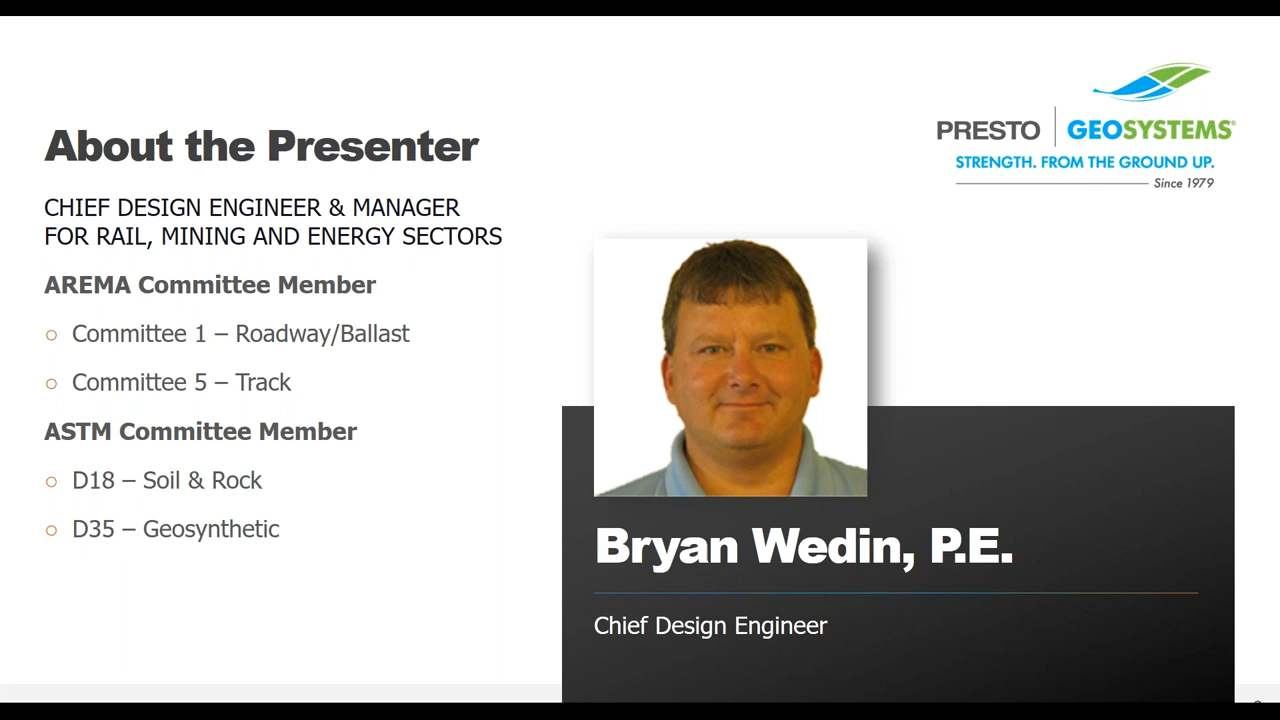 About the Presenter
CHIEF DESIGN ENGINEER & MANAGER
FOR RAIL, MINING AND ENERGY SECTORS
AREMA Committee Member
Committee 1 – Roadway/Ballast
Committee 5 – Track
ASTM Committee Member
D18 – Soil & Rock
D35 – Geosynthetic
PRESTO GEOSYSTEMS®
STRENGTH. FROM THE GROUND UP.
Since 1979
Bryan Wedin, P.E.
Chief Design Engineer